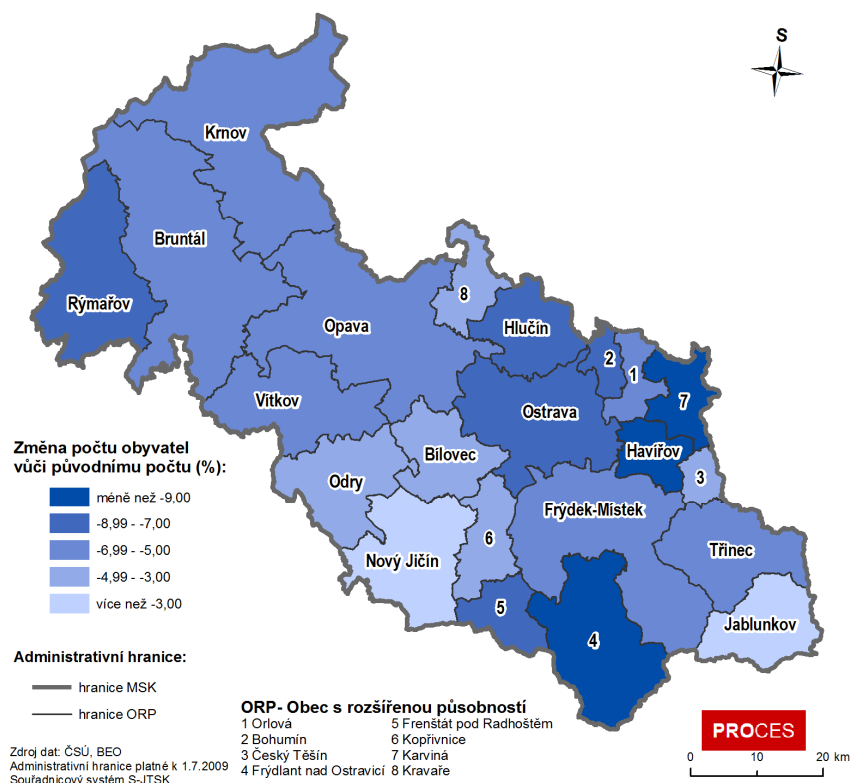 S
Krnov
Bruntál
Rýmařov
8
Opava
Hlučín
2
1
Vítkov
Ostrava
7
Změna počtu obyvatel
vůči původnímu počtu (%):
Bílovec
Havířov
3
Odry
méně než -9,00
-8,99 - -7,00
Frýdek-Místek
6
-6,99 - -5,00
Třinec
Nový Jičín
-4,99 - -3,00
více než -3,00
5
Jablunkov
4
Administrativní hranice:
hranice MSK
hranice ORP
ORP- Obec s rozšířenou působností
1 Orlová
2 Bohumín
3 Český Těšín
4 Frýdlant nad Ostravicí
5 Frenštát pod Radhoštěm
6 Kopřivnice
7 Karviná
8 Kravaře
PROCES
0 10 20 km
Zdroj dat: ČSÚ, BEO
Administrativní hranice platné k 1.7.2009
Souřadnicový systém S-JTSK